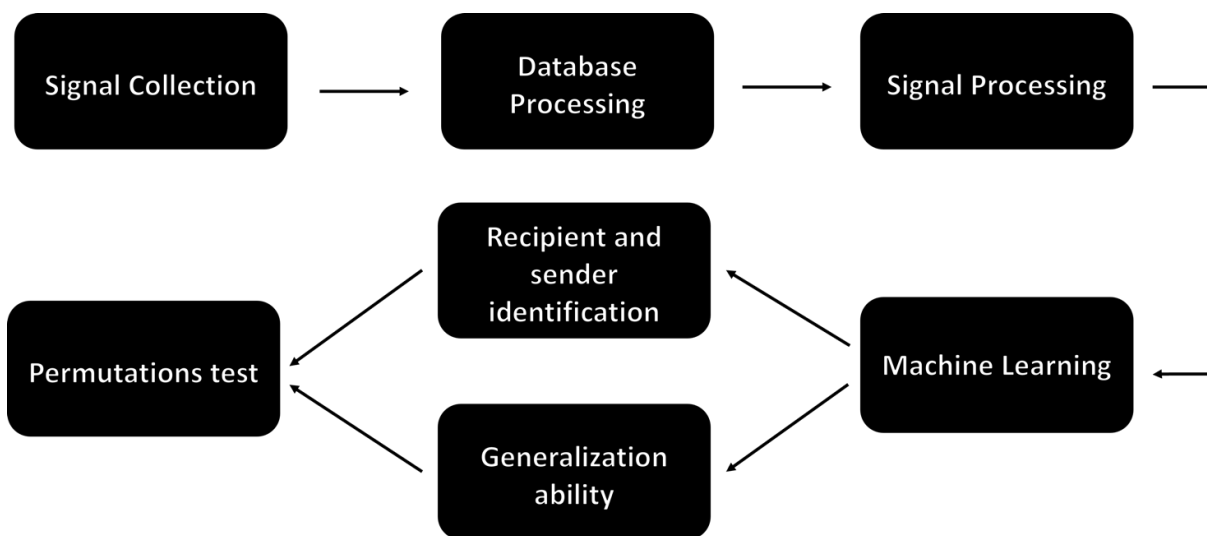 Signal Collection
Database
Processing
Signal Processing
Recipient and
sender
identification
Permutations test
Machine Learning
Generalization
ability